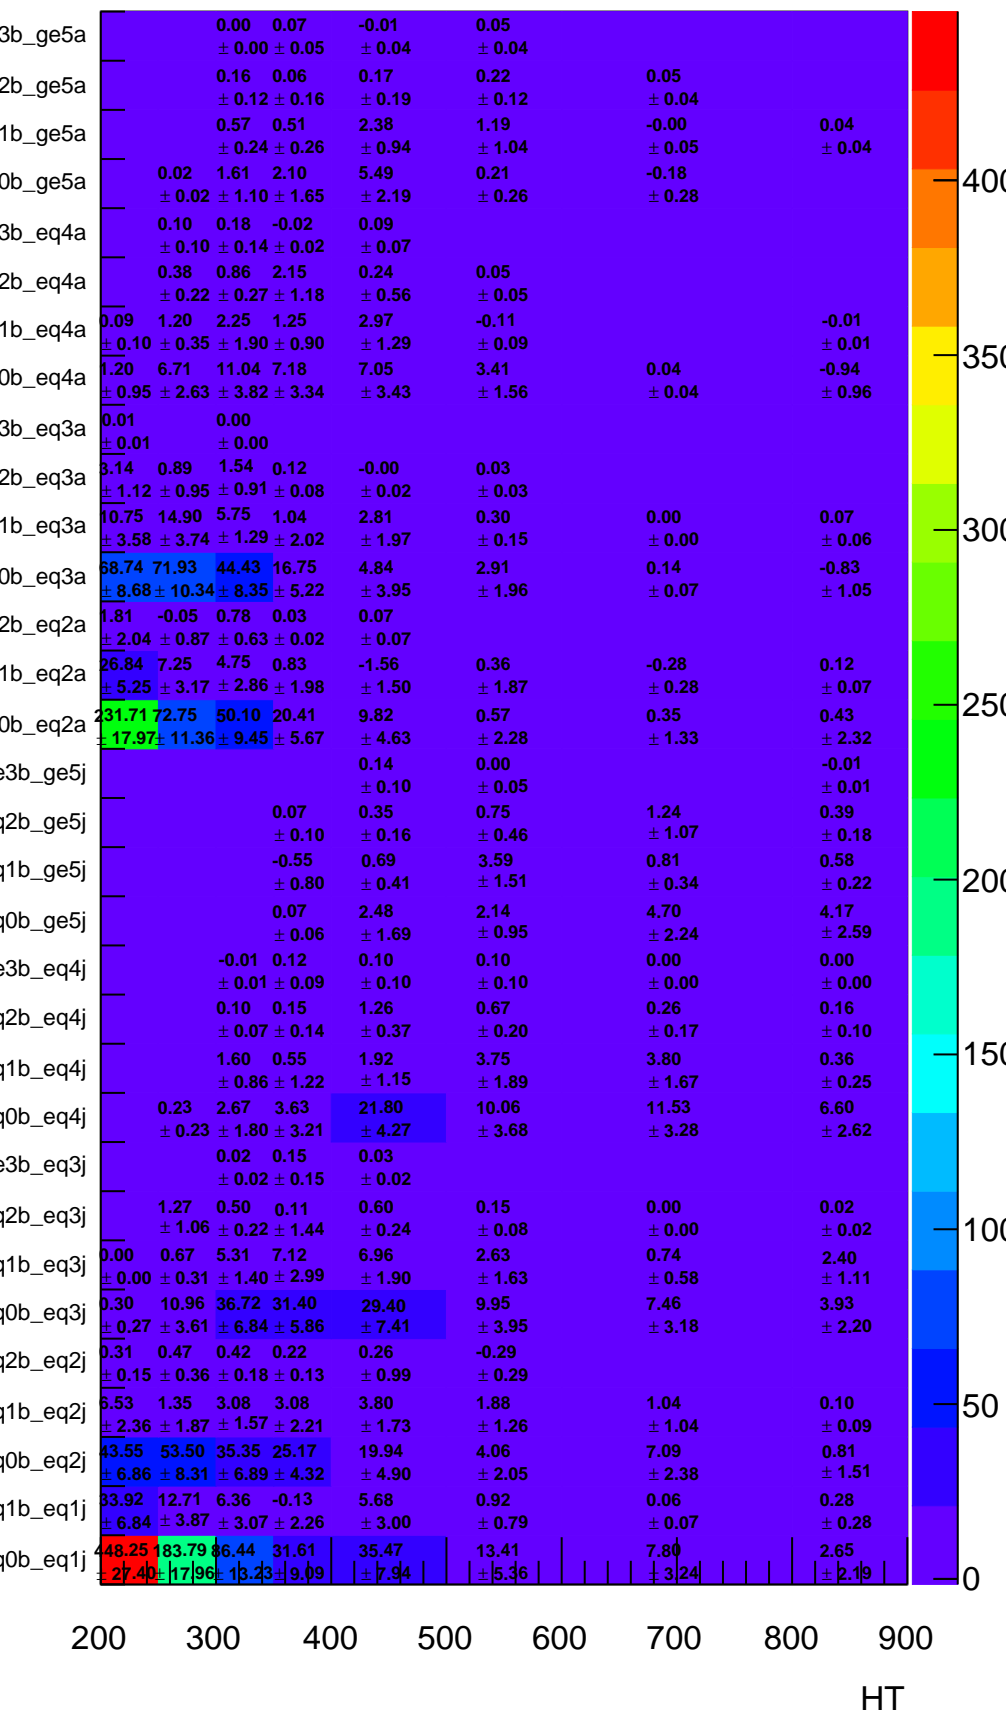 3b_ge5a 0.00 0.07 -0.01 0.05
± 0.00 ± 0.05 ± 0.04 ± 0.04
2b_ge5a 0.16 0.06 0.17 0.22 0.05
± 0.12 ± 0.16 ± 0.19 ± 0.12 ± 0.04
1b_ge5a 0.57 0.51 2.38 1.19 -0.00 0.04
± 0.24 ± 0.26 ± 0.94 ± 1.04 ± 0.05 ± 0.04
0b_ge5a 0.02 1.61 2.10 5.49 0.21 -0.18
± 0.02 ± 1.10 ± 1.65 ± 2.19 ± 0.26 ± 0.28
400
3b_eq4a 0.10 0.18 -0.02 0.09
± 0.10 ± 0.14 ± 0.02 ± 0.07
2b_eq4a 0.38 0.86 2.15 0.24 0.05
± 0.22 ± 0.27 ± 1.18 ± 0.56 ± 0.05
1b_eq4a 0.09 1.20 2.25 1.25 2.97 -0.11 -0.01
± 0.10 ± 0.35 ± 1.90 ± 0.90 ± 1.29 ± 0.09 ± 0.01
350
0b_eq4a 1.20 6.71 11.04 7.18 7.05 3.41 0.04 -0.94
± 0.95 ± 2.63 ± 3.82 ± 3.34 ± 3.43 ± 1.56 ± 0.04 ± 0.96
3b_eq3a 0.01 0.00
± 0.01 ± 0.00
2b_eq3a 3.14 0.89 1.54 0.12 -0.00 0.03
± 1.12 ± 0.95 ± 0.91 ± 0.08 ± 0.02 ± 0.03
1b_eq3a 10.75 14.90 5.75 1.04 2.81 0.30 0.00 0.07
± 3.58 ± 3.74 ± 1.29 ± 2.02 ± 1.97 ± 0.15 ± 0.00 ± 0.06
300
0b_eq3a 68.74 71.93 44.43 16.75 4.84 2.91 0.14 -0.83
± 8.68 ± 10.34 ± 8.35 ± 5.22 ± 3.95 ± 1.96 ± 0.07 ± 1.05
2b_eq2a 1.81 -0.05 0.78 0.03 0.07
± 2.04 ± 0.87 ± 0.63 ± 0.02 ± 0.07
1b_eq2a 26.84 7.25 4.75 0.83 -1.56 0.36 -0.28 0.12
± 5.25 ± 3.17 ± 2.86 ± 1.98 ± 1.50 ± 1.87 ± 0.28 ± 0.07
250
0b_eq2a 231.71 72.75 50.10 20.41 9.82 0.57 0.35 0.43
± 17.97 ± 11.36 ± 9.45 ± 5.67 ± 4.63 ± 2.28 ± 1.33 ± 2.32
e3b_ge5j 0.14 0.00 -0.01
± 0.10 ± 0.05 ± 0.01
q2b_ge5j 0.07 0.35 0.75 1.24 0.39
± 0.10 ± 0.16 ± 0.46 ± 1.07 ± 0.18
q1b_ge5j -0.55 0.69 3.59 0.81 0.58
± 0.80 ± 0.41 ± 1.51 ± 0.34 ± 0.22
200
q0b_ge5j 0.07 2.48 2.14 4.70 4.17
± 0.06 ± 1.69 ± 0.95 ± 2.24 ± 2.59
e3b_eq4j -0.01 0.12 0.10 0.10 0.00 0.00
± 0.01 ± 0.09 ± 0.10 ± 0.10 ± 0.00 ± 0.00
q2b_eq4j 0.10 0.15 1.26 0.67 0.26 0.16
± 0.07 ± 0.14 ± 0.37 ± 0.20 ± 0.17 ± 0.10
150
q1b_eq4j 1.60 0.55 1.92 3.75 3.80 0.36
± 0.86 ± 1.22 ± 1.15 ± 1.89 ± 1.67 ± 0.25
q0b_eq4j 0.23 2.67 3.63 21.80 10.06 11.53 6.60
± 0.23 ± 1.80 ± 3.21 ± 4.27 ± 3.68 ± 3.28 ± 2.62
e3b_eq3j 0.02 0.15 0.03
± 0.02 ± 0.15 ± 0.02
q2b_eq3j 1.27 0.50 0.11 0.60 0.15 0.00 0.02
± 1.06 ± 0.22 ± 1.44 ± 0.24 ± 0.08 ± 0.00 ± 0.02
100
q1b_eq3j 0.00 0.67 5.31 7.12 6.96 2.63 0.74 2.40
± 0.00 ± 0.31 ± 1.40 ± 2.99 ± 1.90 ± 1.63 ± 0.58 ± 1.11
q0b_eq3j 0.30 10.96 36.72 31.40 29.40 9.95 7.46 3.93
± 0.27 ± 3.61 ± 6.84 ± 5.86 ± 7.41 ± 3.95 ± 3.18 ± 2.20
q2b_eq2j 0.31 0.47 0.42 0.22 0.26 -0.29
± 0.15 ± 0.36 ± 0.18 ± 0.13 ± 0.99 ± 0.29
q1b_eq2j 6.53 1.35 3.08 3.08 3.80 1.88 1.04 0.10
± 2.36 ± 1.87 ± 1.57 ± 2.21 ± 1.73 ± 1.26 ± 1.04 ± 0.09
50
q0b_eq2j 43.55 53.50 35.35 25.17 19.94 4.06 7.09 0.81
± 6.86 ± 8.31 ± 6.89 ± 4.32 ± 4.90 ± 2.05 ± 2.38 ± 1.51
q1b_eq1j 33.92 12.71 6.36 -0.13 5.68 0.92 0.06 0.28
± 6.84 ± 3.87 ± 3.07 ± 2.26 ± 3.00 ± 0.79 ± 0.07 ± 0.28
q0b_eq1j 448.25 183.79 86.44 31.61 35.47 13.41 7.80 2.65
± 27.40 ± 17.96 ± 13.23 ± 9.09 ± 7.94 ± 5.36 ± 3.24 ± 2.19
0
200 300 400 500 600 700 800 900
HT